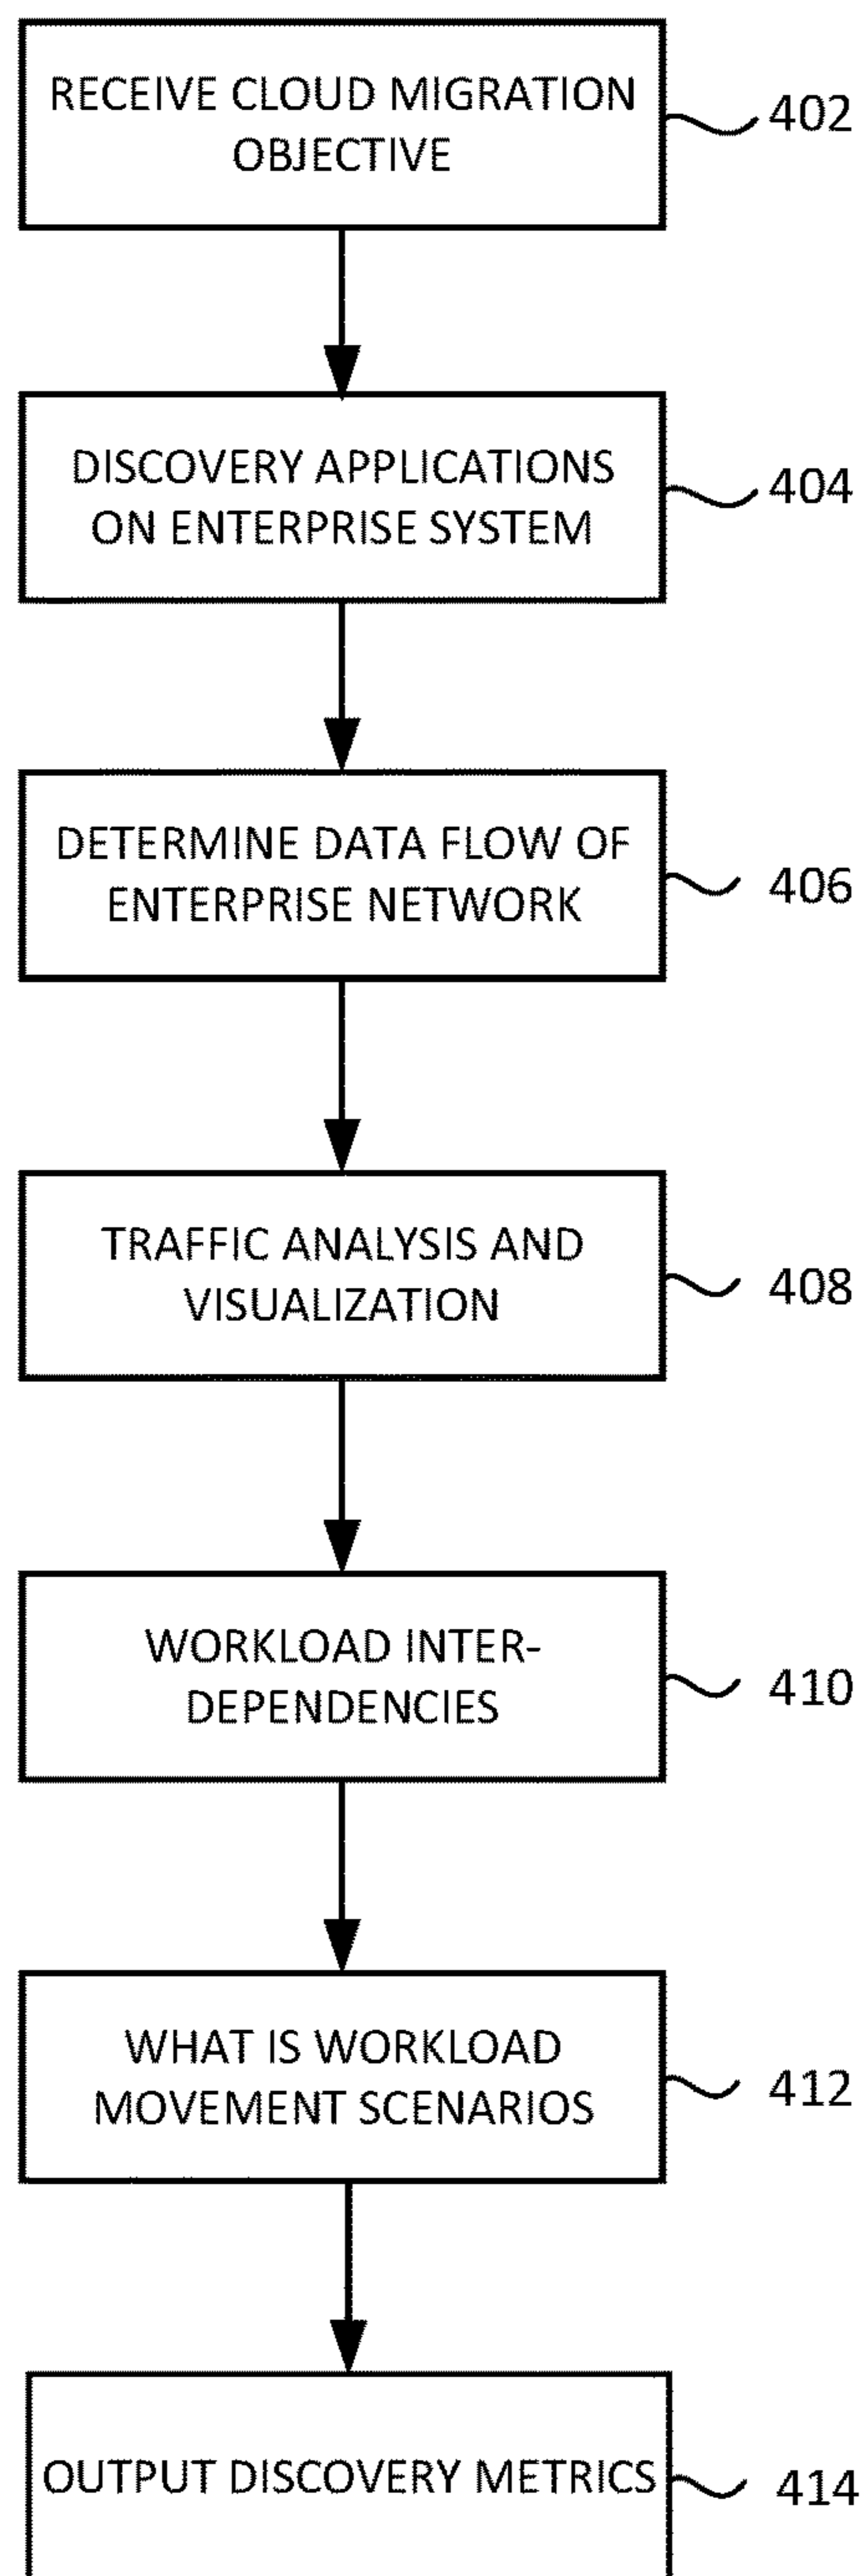 RECEIVE CLOUD MIGRATION
OBJECTIVE
402
DISCOVERY APPLICATIONS
ON ENTERPRISE SYSTEM
404
DETERMINE DATA FLOW OF
ENTERPRISE NETWORK
406
TRAFFIC ANALYSIS AND
VISUALIZATION
408
WORKLOAD INTER-
DEPENDENCIES
410
WHAT IS WORKLOAD
MOVEMENT SCENARIOS
412
OUTPUT DISCOVERY METRICS
414